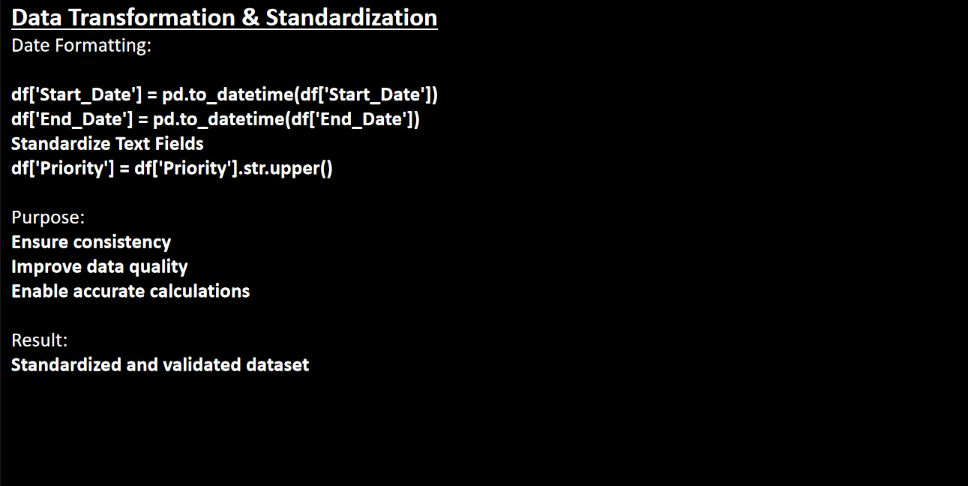 Data Transformation & Standardization
Date Formatting:
df['Start_Date'] = pd.to_datetime(df['Start_Date'])
df['End_Date'] = pd.to_datetime(df['End_Date'])
Standardize Text Fields
df['Priority'] = df['Priority'].str.upper()
Purpose:
Ensure consistency
Improve data quality
Enable accurate calculations
Result:
Standardized and validated dataset